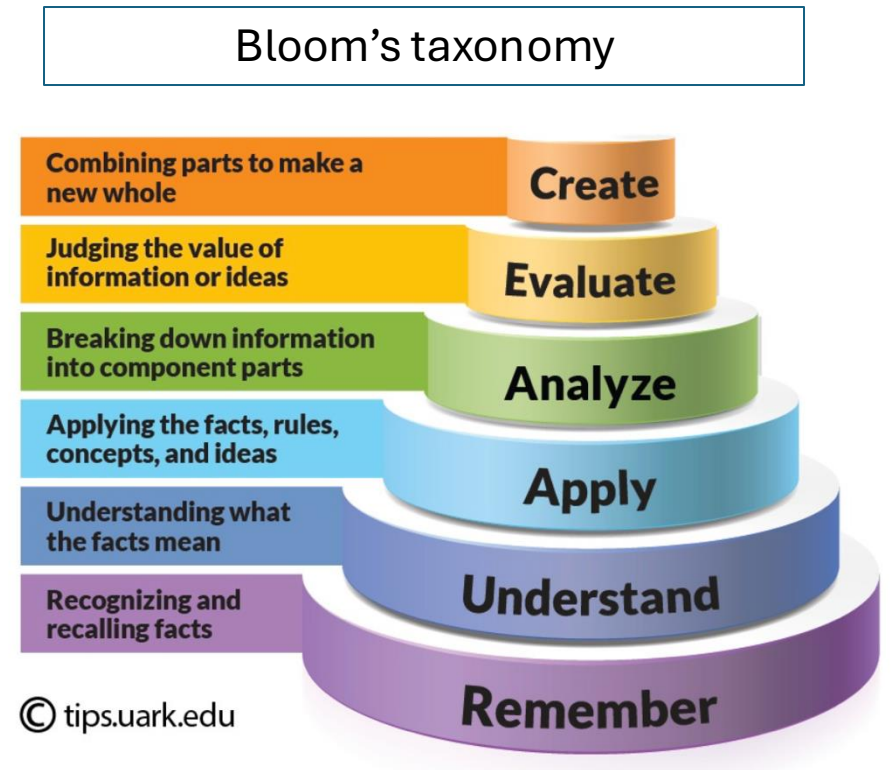 Bloom’s taxonomy
Combining parts to make a
new whole
Create
Judging the value of
information or ideas
Evaluate
Breaking down information
into component parts
Analyze
Applying the facts, rules,
concepts, and ideas
Apply
Understanding what
the facts mean
Understand
Recognizing and
recalling facts
Remember
© tips.uark.edu